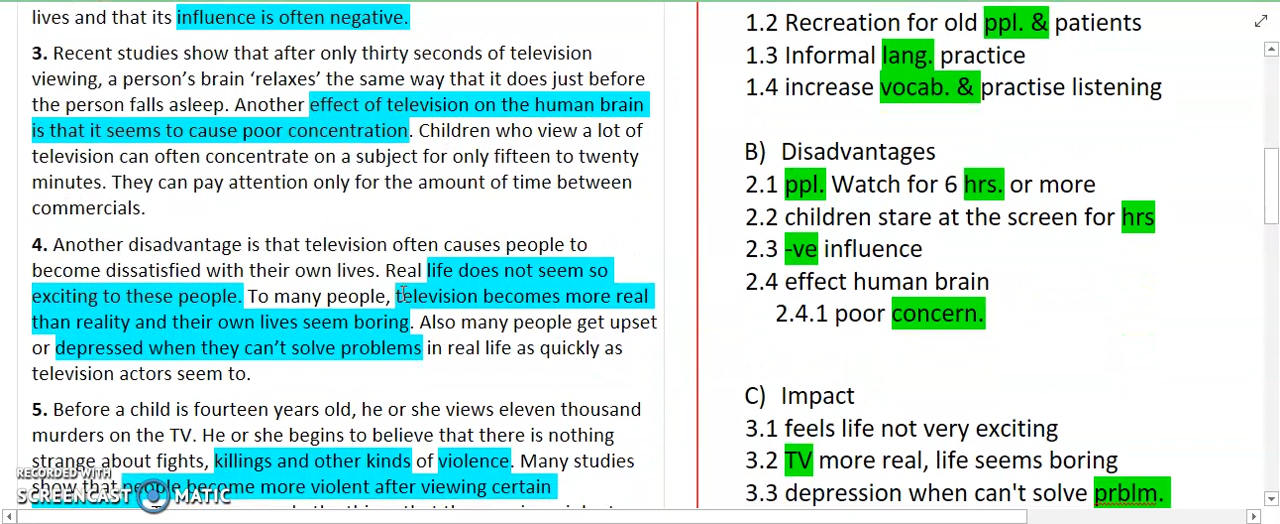 lives and that its influence is often negative.
3. Recent studies show that after only thirty seconds of television
viewing, a person's brain 'relaxes' the same way that it does just before
the person falls asleep. Another effect of television on the human brain
is that it seems to cause poor concentration. Children who view a lot of
television can often concentrate on a subject for only fifteen to twenty
minutes. They can pay attention only for the amount of time between
commercials.
4. Another disadvantage is that television often causes people to
become dissatisfied with their own lives. Real life does not seem so
exciting to these people. To many people, television becomes more real
than reality and their own lives seem boring. Also many people get upset
or depressed when they can't solve problems in real life as quickly as
television actors seem to.
5. Before a child is fourteen years old, he or she views eleven thousand
murders on the TV. He or she begins to believe that there is nothing
strange about fights, killings and other kinds of violence. Many studies
show that people become more violent after viewing certain
RECORDED WITH
SCREENCAST MATIC
1.2 Recreation for old ppl. & patients
1.3 Informal lang. practice
1.4 increase vocab. & practise listening
B) Disadvantages
2.1 ppl. Watch for 6 hrs. or more
2.2 children stare at the screen for hrs
2.3 -ve influence
2.4 effect human brain
2.4.1 poor concern.
C) Impact
3.1 feels life not very exciting
3.2 TV more real, life seems boring
3.3 depression when can't solve prblm.